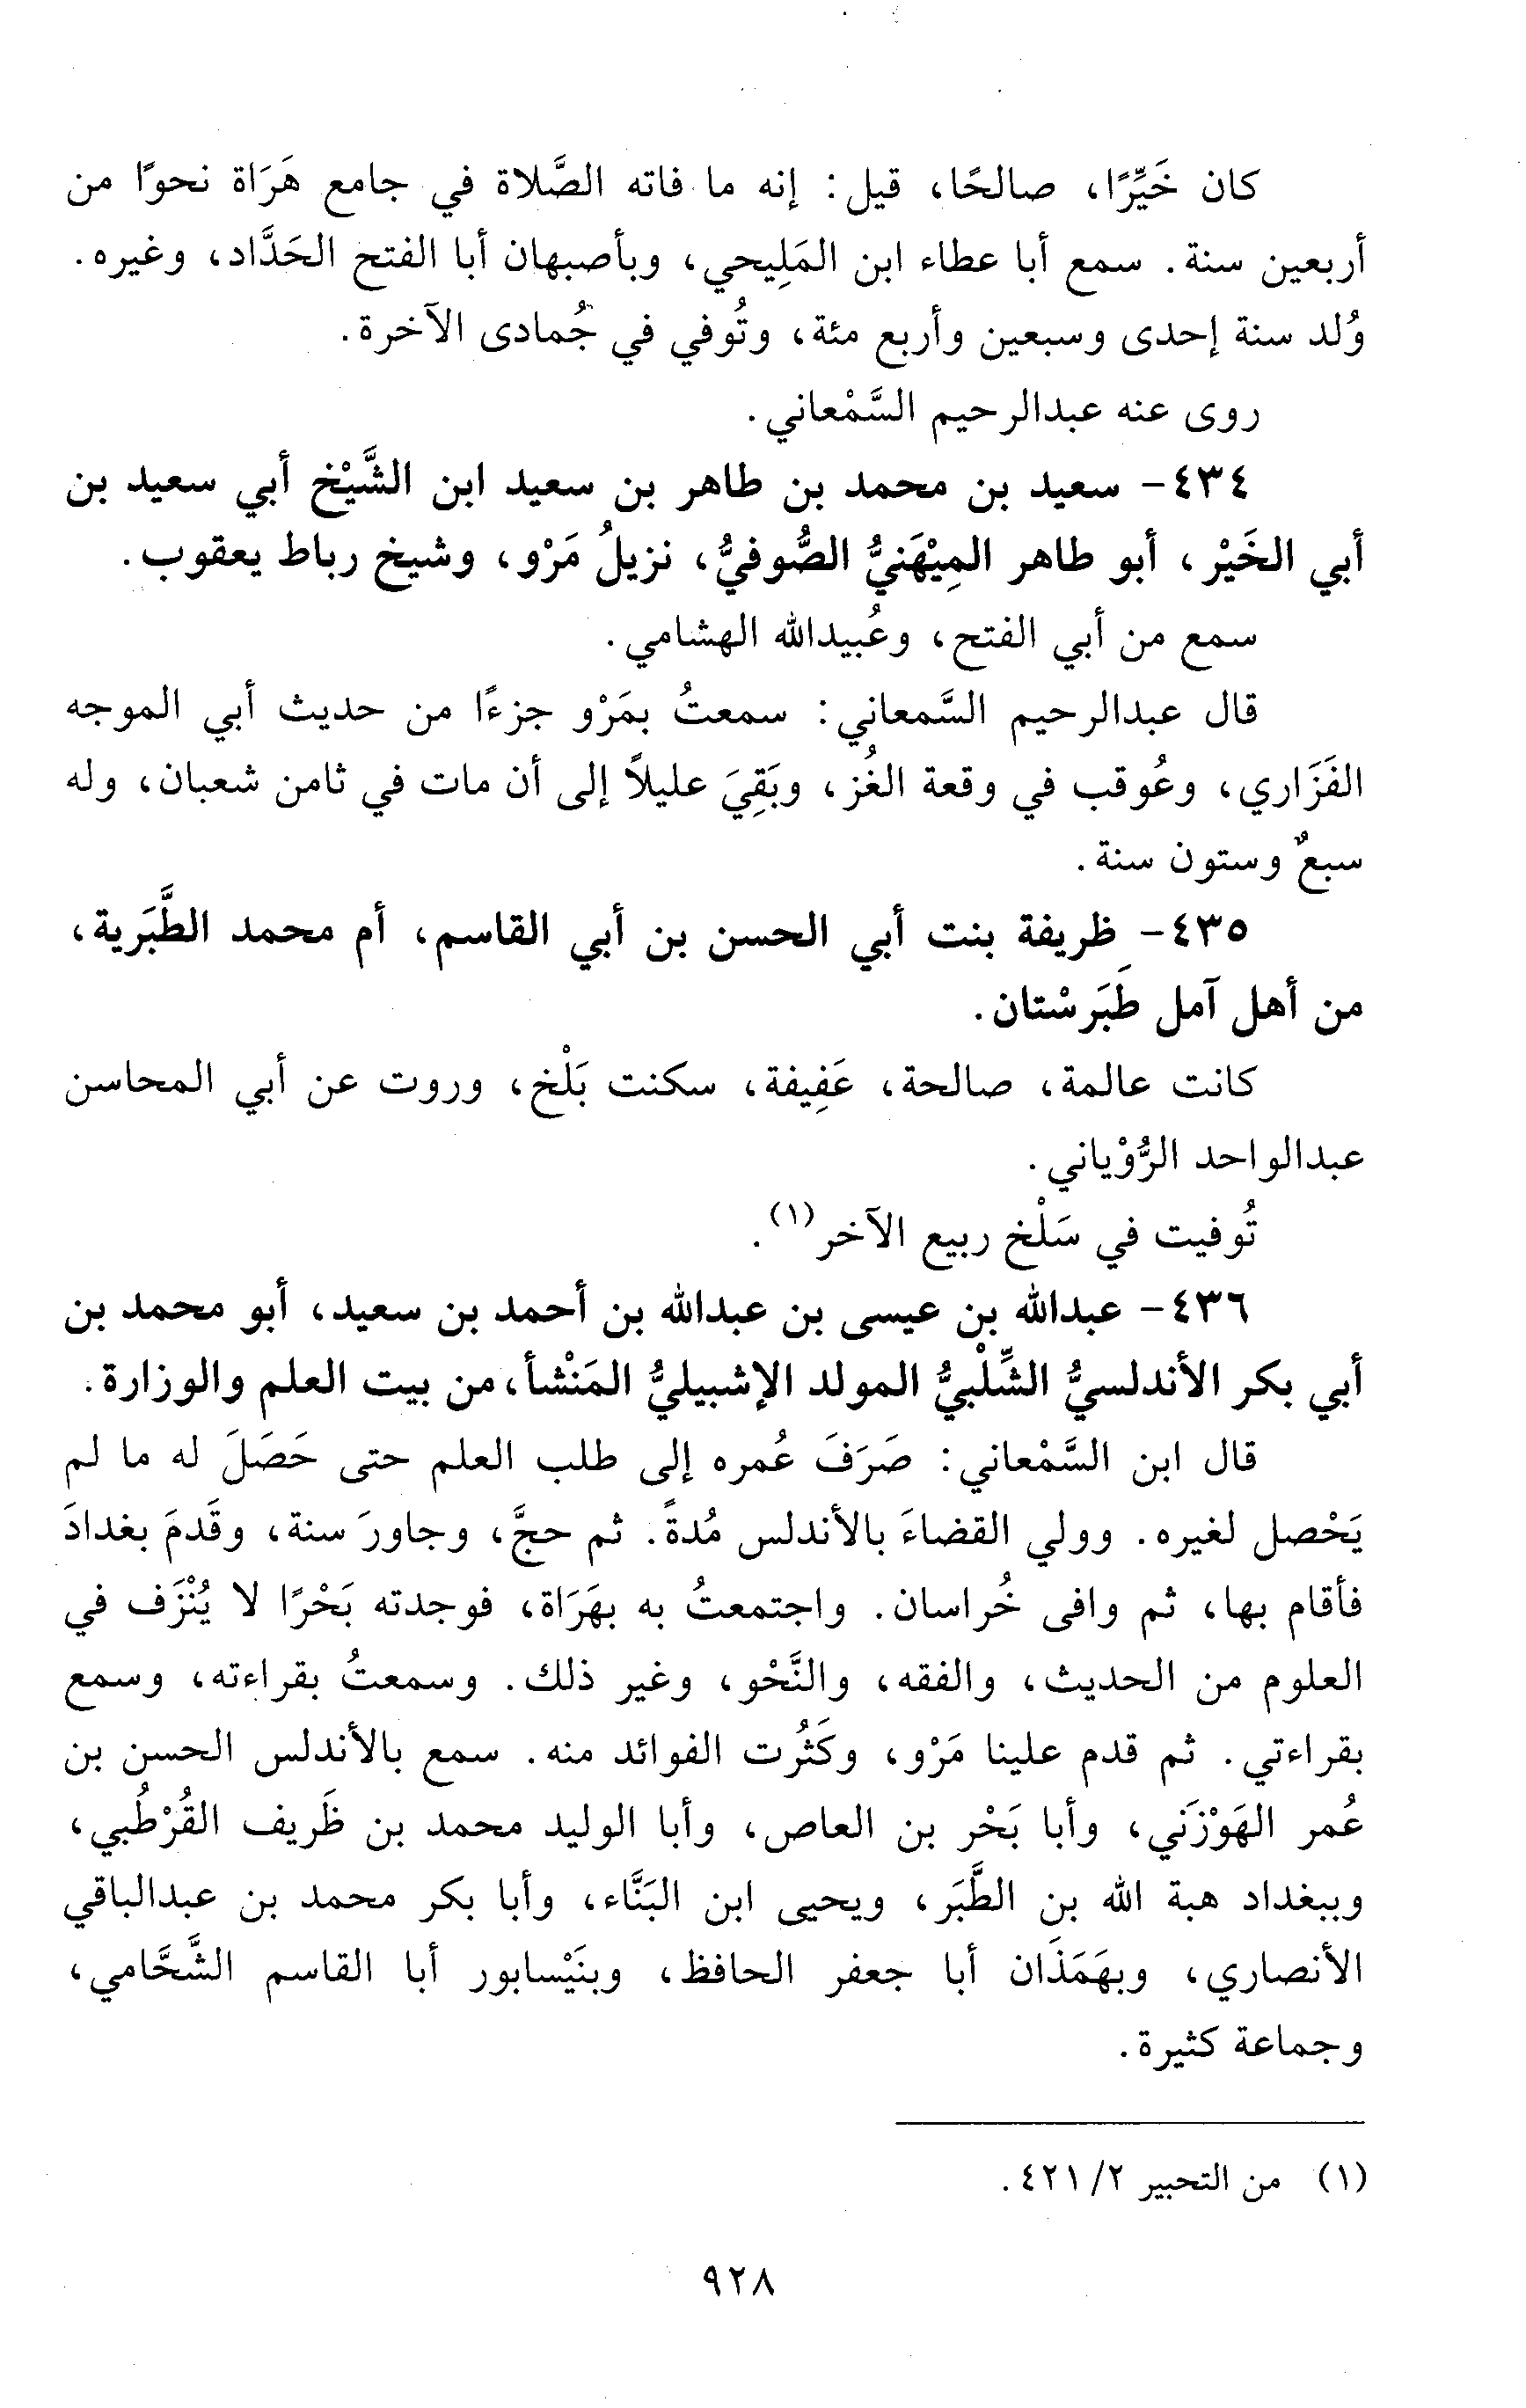 كان خَيِّرًا، صالحًا، قيل: إنه ما فاته الصَّلاة في جامع هَرَاة نحوًا من
أربعين سنة. سمع أبا عطاء ابن المَلِيحي، وبأصبهان أبا الفتح الحَدَّاد، وغيره.
وُلد سنة إحدى وسبعين وأربع مئة، وتُوفي في جُمادى الآخرة.
روى عنه عبدالرحيم السَّمْعاني.
٤٣٤- سعيد بن محمد بن طاهر بن سعيد ابن الشَّيْخ أبي سعيد بن
أبي الخَيْر، أبو طاهر المِيْهَنيُّ الصُّوفيُّ، نزيلُ مَرْو، وشيخ رباط يعقوب.
سمع من أبي الفتح، وعُبيدالله الهشامي.
قال عبدالرحيم السَّمعاني: سمعتُ بمَرْو جزءًا من حديث أبي الموجه
الفَزَاري، وعُوقب في وقعة الغُز، وبَقِيَ عليلاً إلى أن مات في ثامن شعبان، وله
سبعٌ وستون سنة.
٤٣٥- ظريفة بنت أبي الحسن بن أبي القاسم، أم محمد الطَّبَرية،
من أهل آمل طَبَرسْتان.
كانت عالمة، صالحة، عَفِيفة، سكنت بَلْخ، وروت عن أبي المحاسن
عبدالواحد الرُّوْياني.
تُوفيت في سَلْخ ربيع الآخر(١).
٤٣٦- عبدالله بن عيسى بن عبدالله بن أحمد بن سعيد، أبو محمد بن
أبي بكر الأندلسيُّ الشِّلْبيُّ المولد الإشبيليُّ المَنْشأ، من بيت العلم والوزارة.
قال ابن السَّمْعاني: صَرَفَ عُمره إلى طلب العلم حتى حَصَلَ له ما لم
يَحْصل لغيره. وولي القضاءَ بالأندلس مُدةً. ثم حجَّ، وجاورَ سنة، وقَدمَ بغدادَ
فأقام بها، ثم وافى خُراسان. واجتمعتُ به بهَرَاة، فوجدته بَحْرًا لا يُنْزَف في
العلوم من الحديث، والفقه، والنَّحْو، وغير ذلك. وسمعتُ بقراءته، وسمع
بقراءتي. ثم قدم علينا مَرْو، وكَثُرت الفوائد منه. سمع بالأندلس الحسن بن
عُمر الهَوْزَني، وأبا بَحْر بن العاص، وأبا الوليد محمد بن ظَريف القُرْطُبي،
وببغداد هبة الله بن الطَّبَر، ويحيى ابن البَنَّاء، وأبا بكر محمد بن عبدالباقي
الأنصاري، وبهَمَذَان أبا جعفر الحافظ، وبنَيْسابور أبا القاسم الشَّحَّامي،
وجماعة كثيرة.
(١) من التحبير ٢/ ٤٢١.
٩٢٨